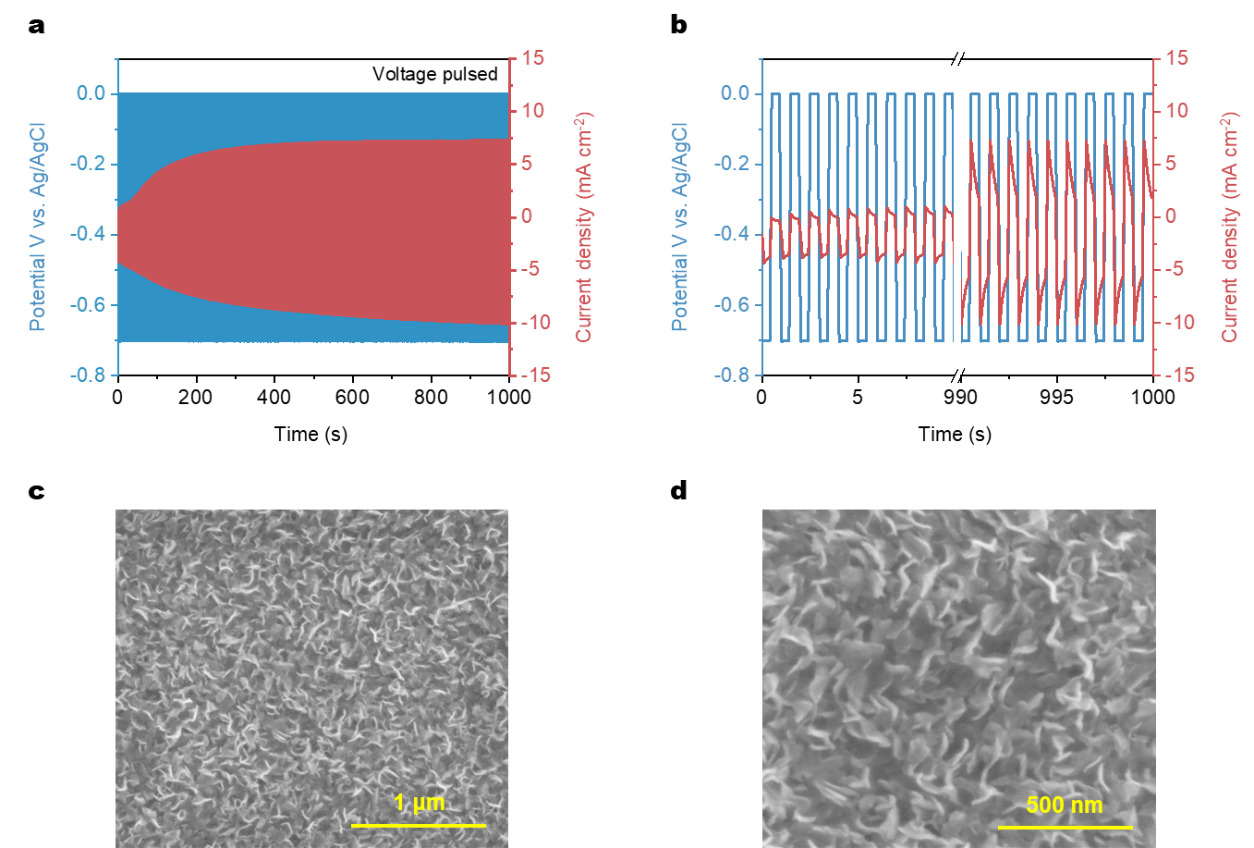 a
Voltage pulsed
0.0
-0.2
-0.4
-0.6
-0.8
Potential V vs. Ag/AgCl
15
10
5
0
-5
-10
-15
Current density (mA cm-2)
0
200
400
600
800
1000
Time (s)
b
0.0
-0.2
-0.4
-0.6
-0.8
Potential V vs. Ag/AgCl
15
10
5
0
-5
-10
-15
Current density (mA cm-2)
0
5
990
995
1000
Time (s)
c
1 μm
d
500 nm